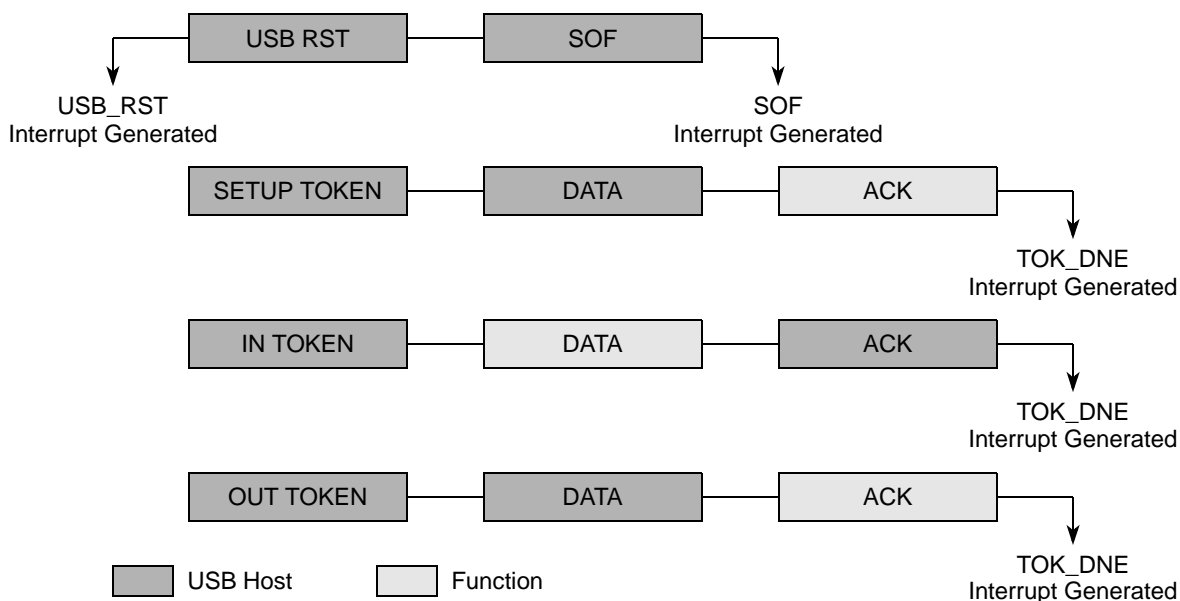 USB RST
SOF
USB_RST
Interrupt Generated
SOF
Interrupt Generated
SETUP TOKEN
DATA
ACK
TOK_DNE
Interrupt Generated
IN TOKEN
DATA
ACK
TOK_DNE
Interrupt Generated
OUT TOKEN
DATA
ACK
TOK_DNE
Interrupt Generated
USB Host
Function